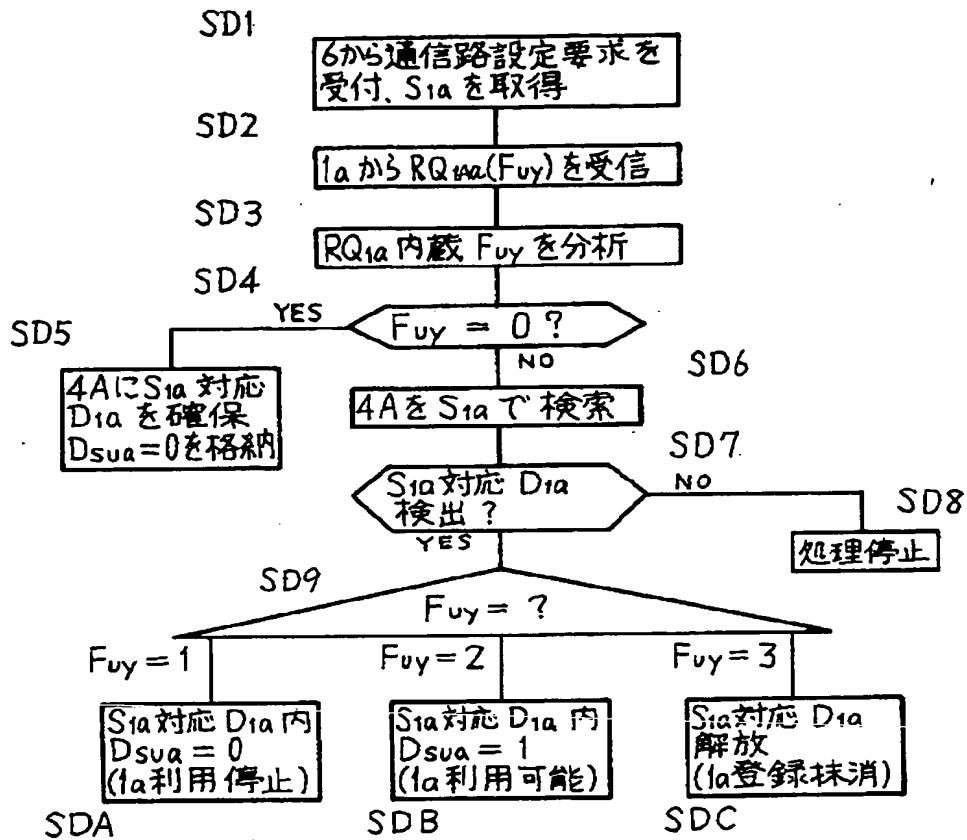 SD1
6から通信路設定要求を
受付、S1aを取得
SD2
1aからRQ1Aa(Fuy)を受信
SD3
RQ1a内蔵Fuyを分析
SD4
Fuy = 0 ?
YES
NO
SD5
4AにS1a対応
D1aを確保
Dsua=0を格納
SD6
4AをS1aで検索
SD7
S1a対応 D1a
検出?
NO
YES
SD8
処理停止
SD9
Fuy = ?
Fuy=1
Fuy=2
Fuy=3
S1a対応 D1a内
Dsua = 0
(1a利用停止)
SDA
S1a対応 D1a内
Dsua = 1
(1a利用可能)
SDB
S1a対応 D1a
解放
(1a登録抹消)
SDC